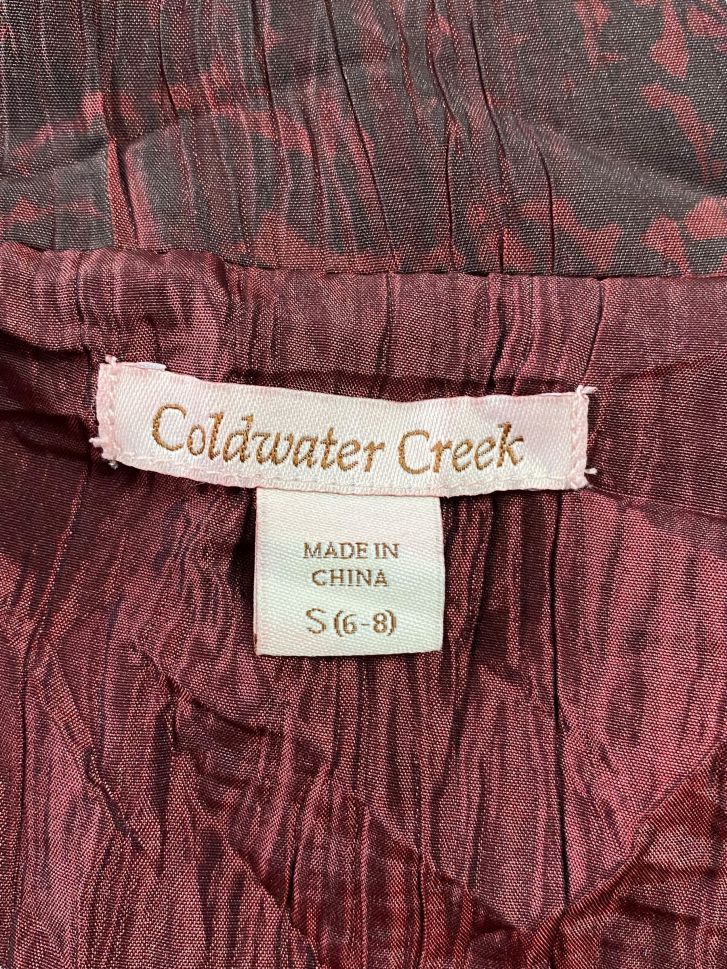 Coldwater Creek
MADE IN
CHINA
S (6-8)